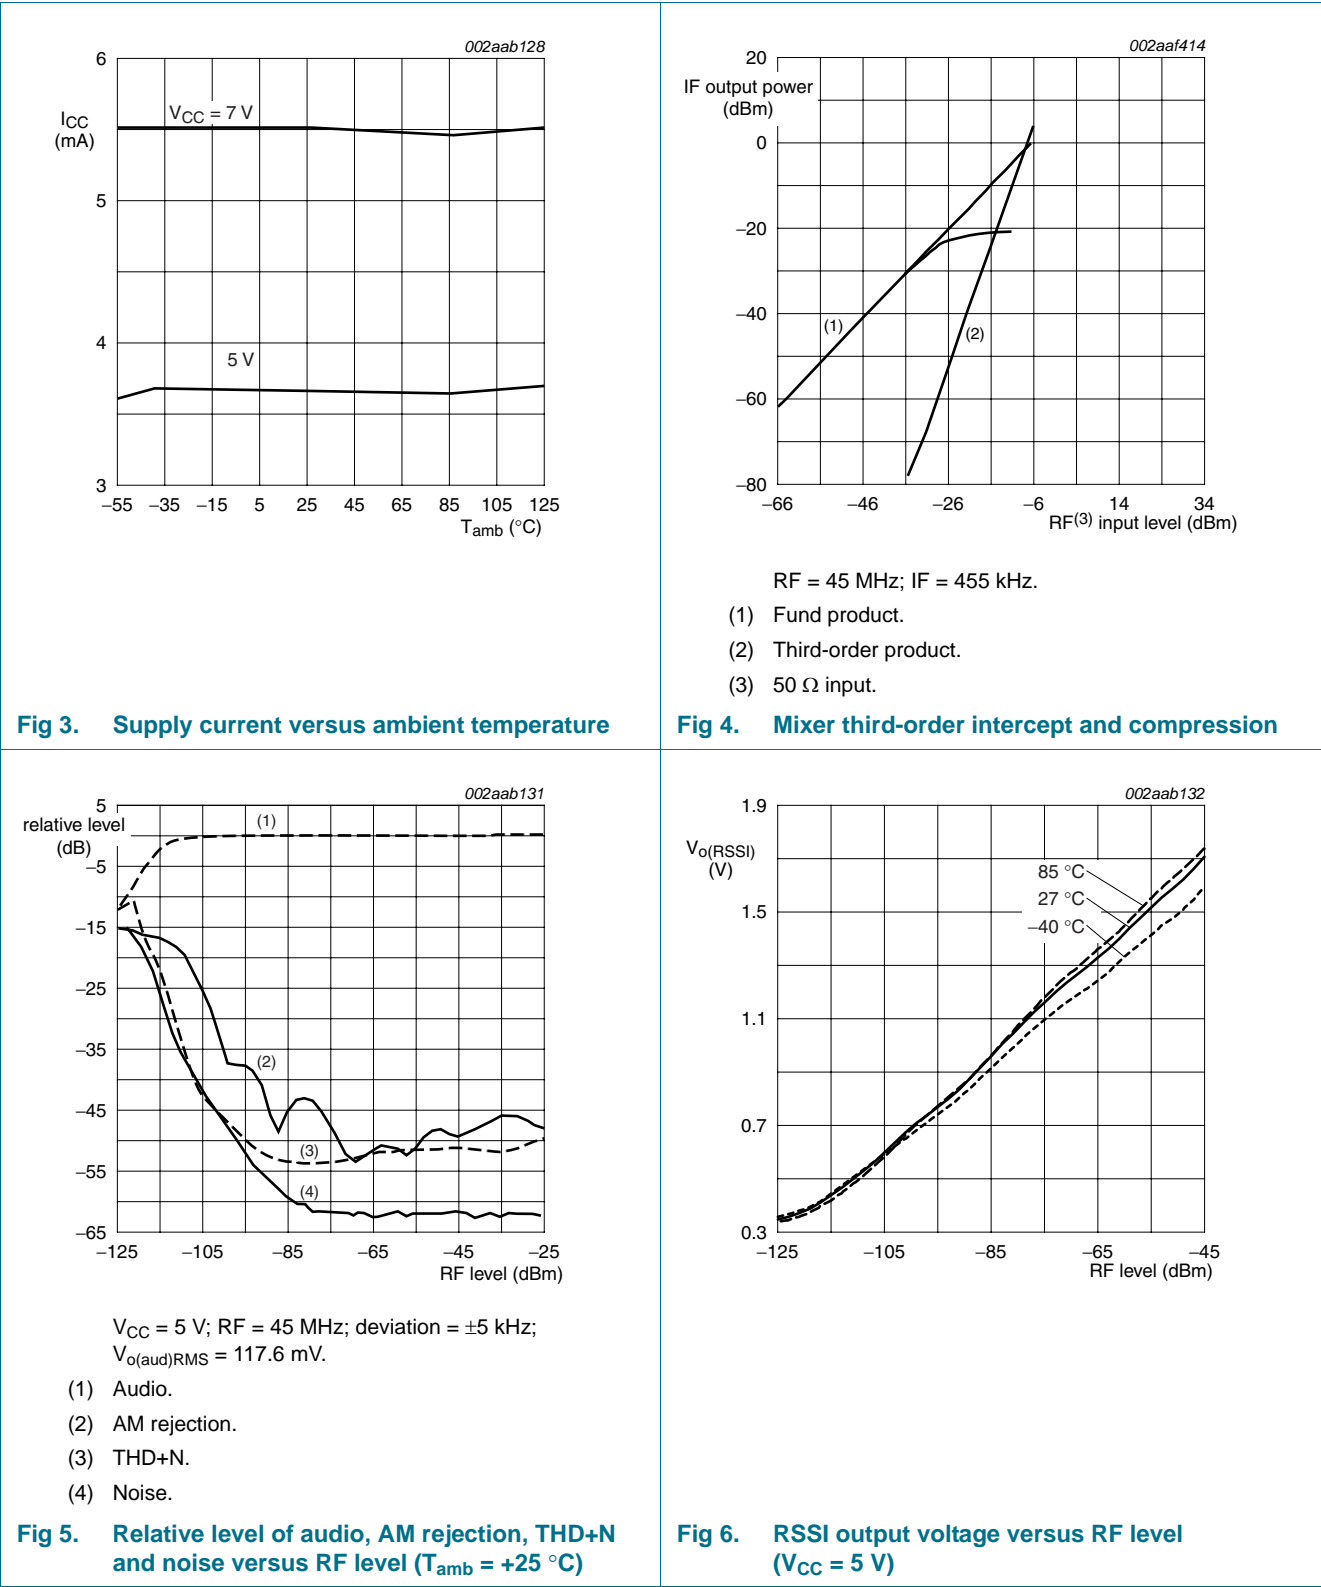 002aab128
6
5
4
3
I_CC
(mA)
V_CC = 7 V
5 V
−55 −35 −15 5 25 45 65 85 105 125
T_amb (°C)
Fig 3. Supply current versus ambient temperature
002aaf414
20
0
−20
−40
−60
−80
IF output power
(dBm)
(1)
(2)
−66 −46 −26 −6 14 34
RF(3) input level (dBm)
RF = 45 MHz; IF = 455 kHz.
(1) Fund product.
(2) Third-order product.
(3) 50 Ω input.
Fig 4. Mixer third-order intercept and compression
002aab131
5
relative level
(dB)
−5
−15
−25
−35
−45
−55
−65
(1)
(2)
(3)
(4)
−125 −105 −85 −65 −45 −25
RF level (dBm)
V_CC = 5 V; RF = 45 MHz; deviation = ±5 kHz;
V_o(aud)RMS = 117.6 mV.
(1) Audio.
(2) AM rejection.
(3) THD+N.
(4) Noise.
Fig 5. Relative level of audio, AM rejection, THD+N
and noise versus RF level (T_amb = +25 °C)
002aab132
1.9
V_o(RSSI)
(V)
1.5
1.1
0.7
0.3
85 °C
27 °C
−40 °C
−125 −105 −85 −65 −45
RF level (dBm)
Fig 6. RSSI output voltage versus RF level
(V_CC = 5 V)